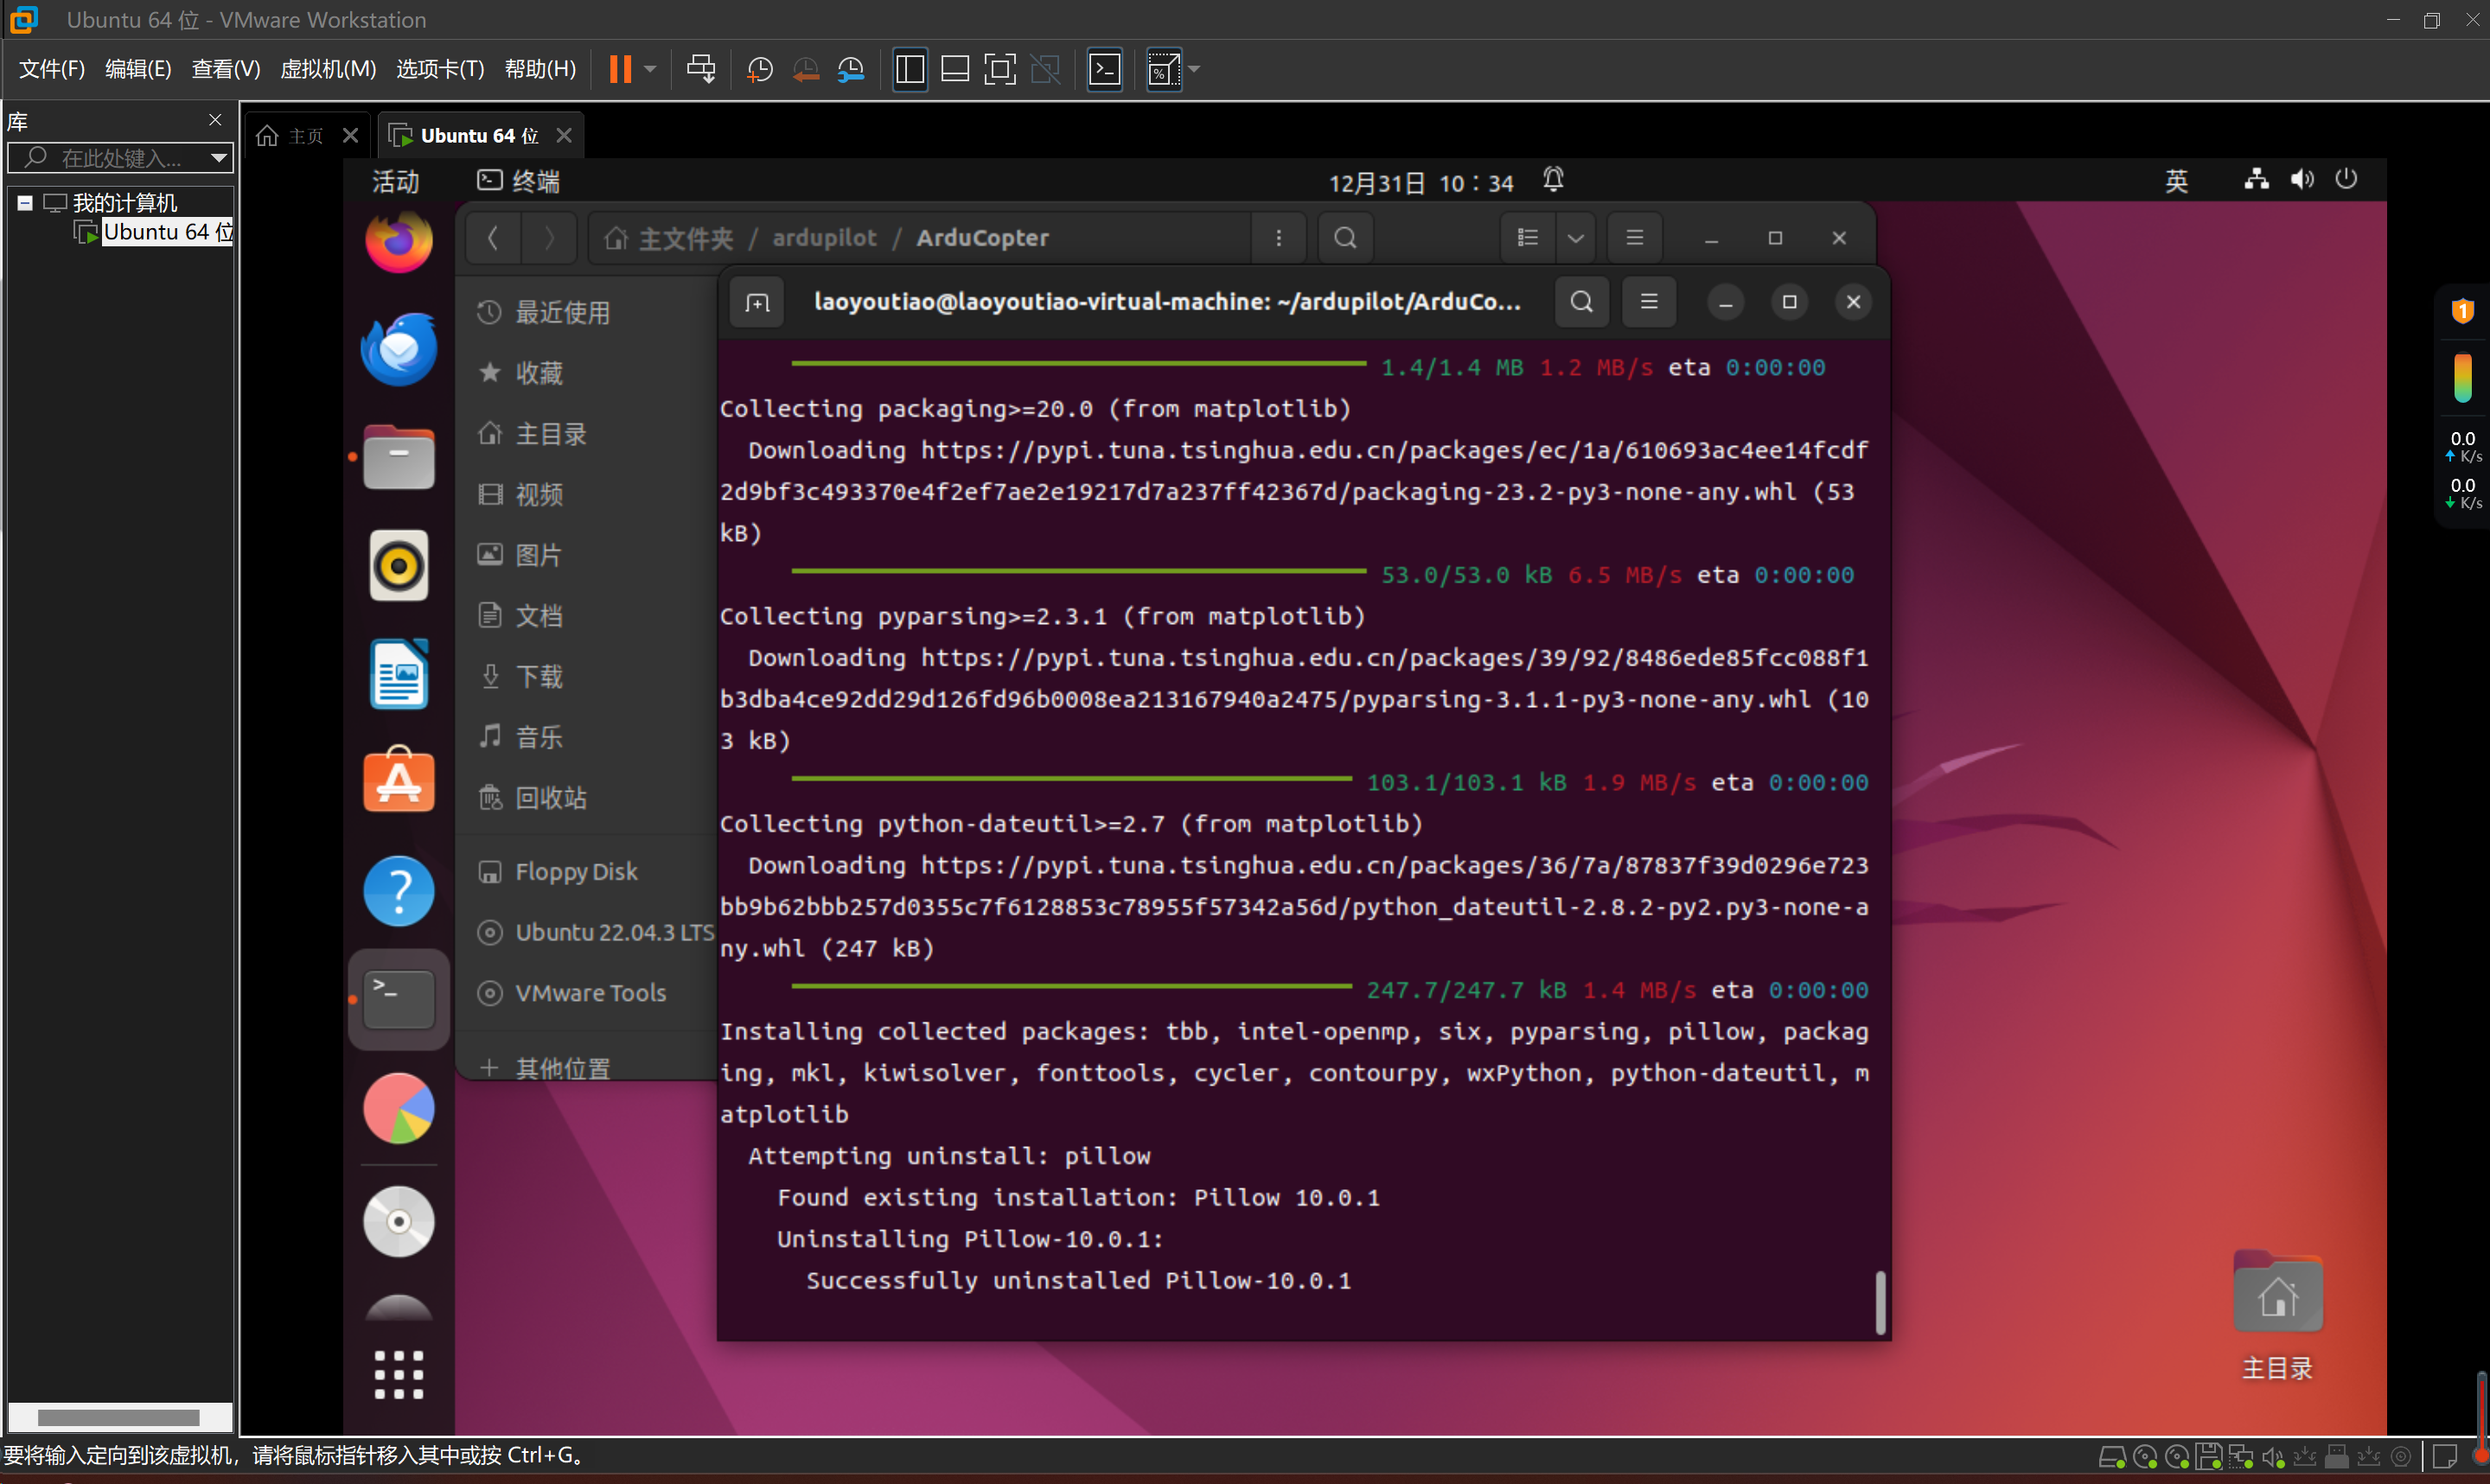 Ubuntu 64 位 - VMware Workstation
文件(F) 编辑(E) 查看(V) 虚拟机(M) 选项卡(T) 帮助(H)
库
在此处键入...
我的计算机
Ubuntu 64 位
主页
Ubuntu 64 位
活动
终端
12月31日 10：34
英
主文件夹 / ardupilot / ArduCopter
最近使用
收藏
主目录
视频
图片
文档
下载
音乐
回收站
Floppy Disk
Ubuntu 22.04.3 LTS
VMware Tools
其他位置
laoyoutiao@laoyoutiao-virtual-machine: ~/ardupilot/ArduCo...
1.4/1.4 MB 1.2 MB/s eta 0:00:00
Collecting packaging>=20.0 (from matplotlib)
Downloading https://pypi.tuna.tsinghua.edu.cn/packages/ec/1a/610693ac4ee14fcdf
2d9bf3c493370e4f2ef7ae2e19217d7a237ff42367d/packaging-23.2-py3-none-any.whl (53
kB)
53.0/53.0 kB 6.5 MB/s eta 0:00:00
Collecting pyparsing>=2.3.1 (from matplotlib)
Downloading https://pypi.tuna.tsinghua.edu.cn/packages/39/92/8486ede85fcc088f1
b3dba4ce92dd29d126fd96b0008ea213167940a2475/pyparsing-3.1.1-py3-none-any.whl (10
3 kB)
103.1/103.1 kB 1.9 MB/s eta 0:00:00
Collecting python-dateutil>=2.7 (from matplotlib)
Downloading https://pypi.tuna.tsinghua.edu.cn/packages/36/7a/87837f39d0296e723
bb9b62bbb257d0355c7f6128853c78955f57342a56d/python_dateutil-2.8.2-py2.py3-none-a
ny.whl (247 kB)
247.7/247.7 kB 1.4 MB/s eta 0:00:00
Installing collected packages: tbb, intel-openmp, six, pyparsing, pillow, packag
ing, mkl, kiwisolver, fonttools, cycler, contourpy, wxPython, python-dateutil, m
atplotlib
Attempting uninstall: pillow
Found existing installation: Pillow 10.0.1
Uninstalling Pillow-10.0.1:
Successfully uninstalled Pillow-10.0.1
主目录
1
0.0
K/s
0.0
K/s
要将输入定向到该虚拟机，请将鼠标指针移入其中或按 Ctrl+G。